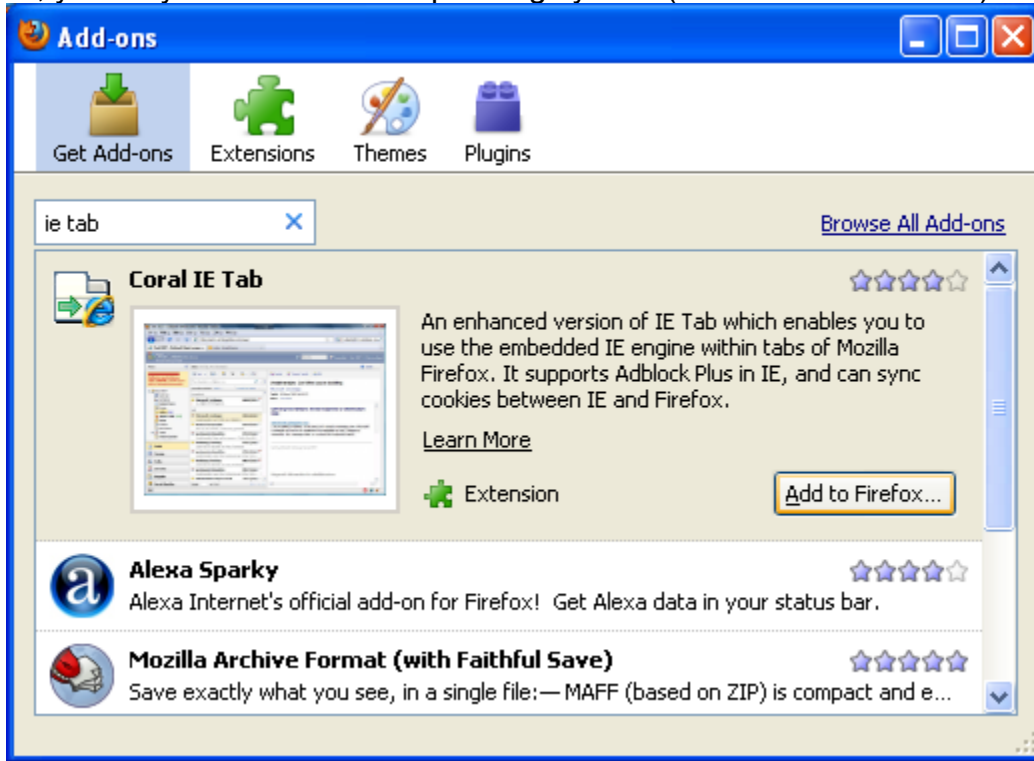 Add-ons
Get Add-ons Extensions Themes Plugins
ie tab
Browse All Add-ons
Coral IE Tab
An enhanced version of IE Tab which enables you to
use the embedded IE engine within tabs of Mozilla
Firefox. It supports Adblock Plus in IE, and can sync
cookies between IE and Firefox.
Learn More
Extension
Add to Firefox...
Alexa Sparky
Alexa Internet's official add-on for Firefox! Get Alexa data in your status bar.
Mozilla Archive Format (with Faithful Save)
Save exactly what you see, in a single file:— MAFF (based on ZIP) is compact and e...